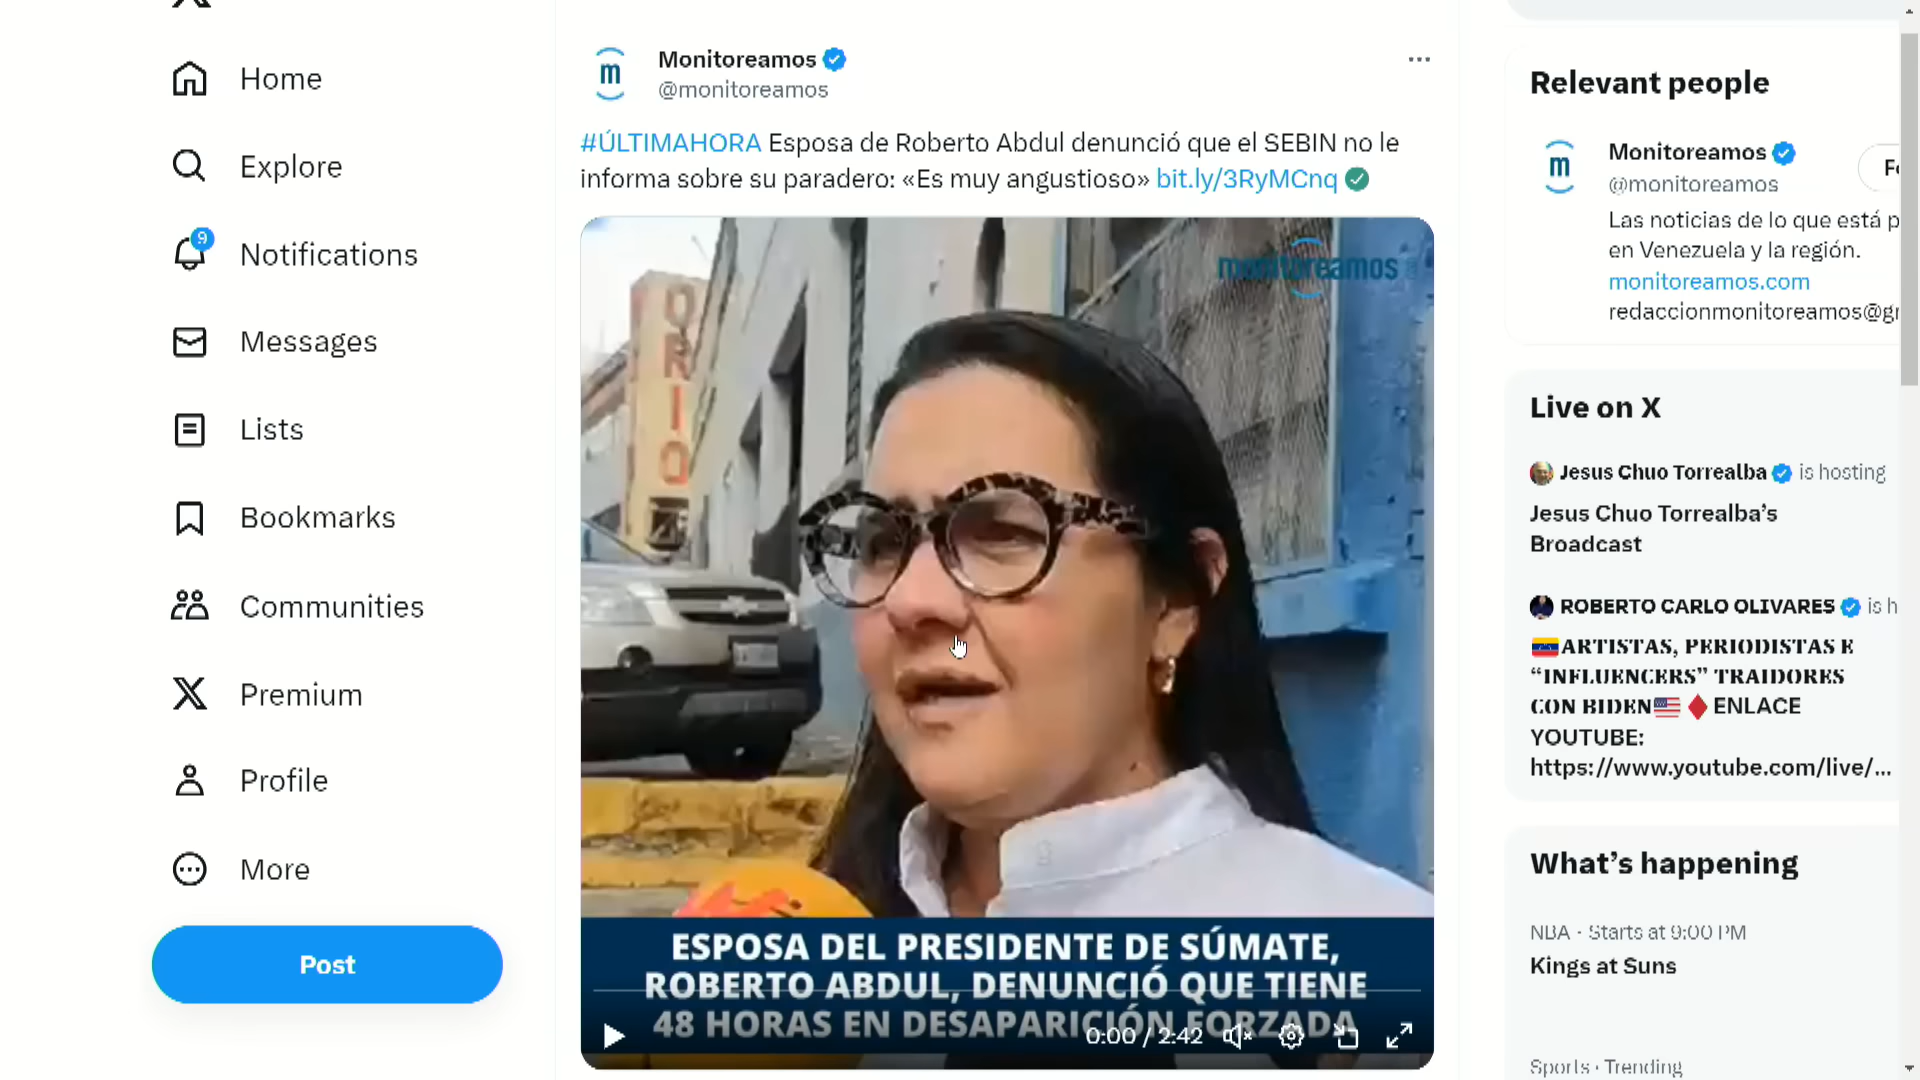 Home
Explore
9
Notifications
Messages
Lists
Bookmarks
Communities
Premium
Profile
More
Post
m
Monitoreamos
@monitoreamos
#ÚLTIMAHORA Esposa de Roberto Abdul denunció que el SEBIN no le
informa sobre su paradero: «Es muy angustioso» bit.ly/3RyMCnq
monitoreamos
ORIO
ESPOSA DEL PRESIDENTE DE SÚMATE,
ROBERTO ABDUL, DENUNCIÓ QUE TIENE
48 HORAS EN DESAPARICIÓN FORZADA
0:00 / 2:42
Relevant people
m
Monitoreamos
@monitoreamos
Fo
Las noticias de lo que está p
en Venezuela y la región.
monitoreamos.com
redaccionmonitoreamos@g
Live on X
Jesus Chuo Torrealba is hosting
Jesus Chuo Torrealba’s
Broadcast
ROBERTO CARLO OLIVARES is h
🇻🇪ARTISTAS, PERIODISTAS E
“INFLUENCERS” TRAIDORES
CON BIDEN🇺🇸♦️ENLACE
YOUTUBE:
https://www.youtube.com/live/...
What’s happening
NBA · Starts at 9:00 PM
Kings at Suns
Sports · Trending